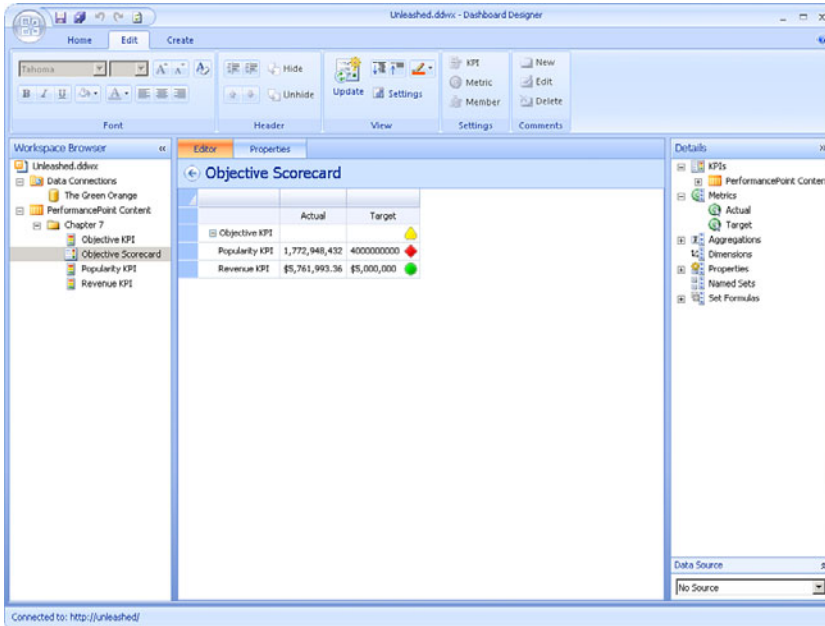 Unleashed.ddwx - Dashboard Designer
Home Edit Create
Tahoma
Hide
Unhide
Update
Settings
KPI
Metric
Member
New
Edit
Delete
Font Header View Settings Comments
Workspace Browser
Unleashed.ddwx
Data Connections
The Green Orange
PerformancePoint Content
Chapter 7
Objective KPI
Objective Scorecard
Popularity KPI
Revenue KPI
Editor Properties
Objective Scorecard
Actual Target
Objective KPI
Popularity KPI 1,772,948,432 4000000000
Revenue KPI $5,761,993.36 $5,000,000
Details
KPIs
PerformancePoint Conten
Metrics
Actual
Target
Aggregations
Dimensions
Properties
Named Sets
Set Formulas
Data Source
No Source
Connected to: http://unleashed/